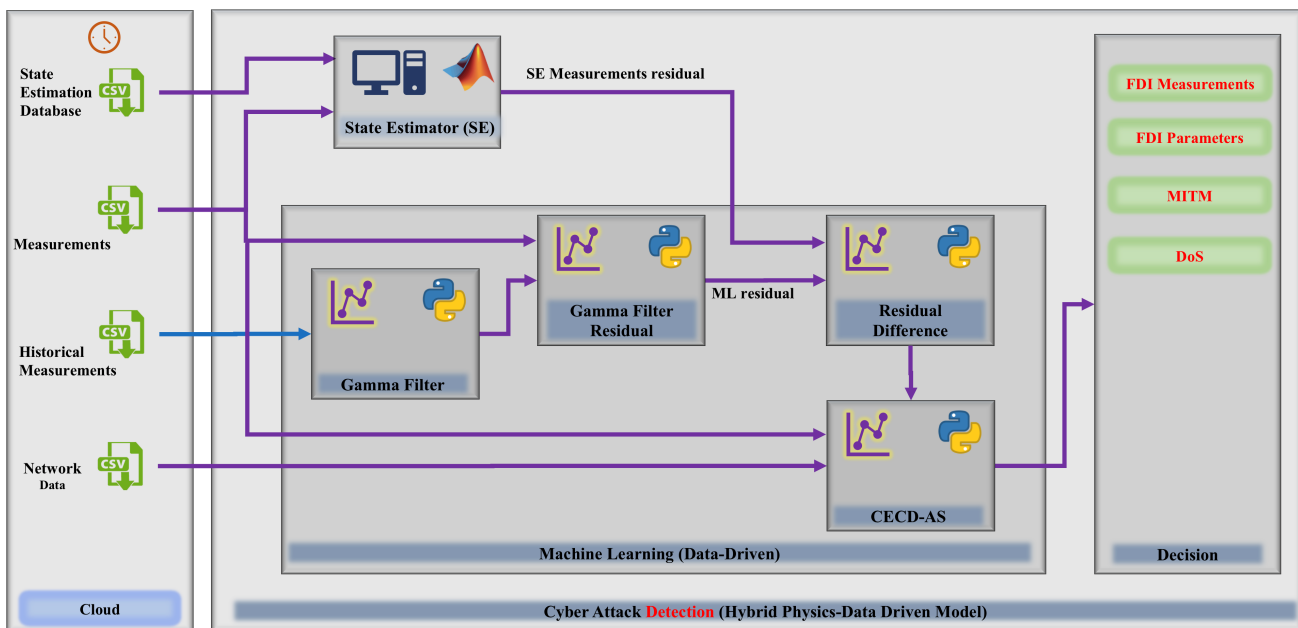 State
Estimation
Database
CSV
CSV
Measurements
CSV
Historical
Measurements
CSV
Network
Data
Cloud
State Estimator (SE)
SE Measurements residual
Gamma Filter
Gamma Filter
Residual
ML residual
Residual
Difference
CECD-AS
Machine Learning (Data-Driven)
FDI Measurements
FDI Parameters
MITM
DoS
Decision
Cyber Attack Detection (Hybrid Physics-Data Driven Model)